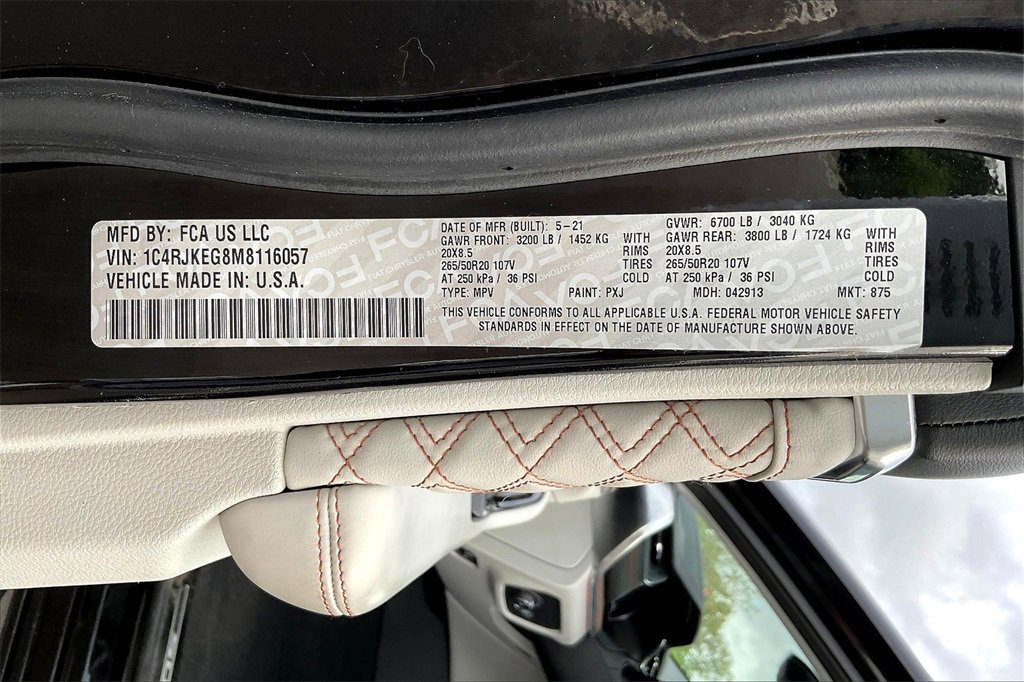 MFD BY: FCA US LLC
VIN: 1C4RJKEG8M8116057
VEHICLE MADE IN: U.S.A.
DATE OF MFR (BUILT): 5-21
GAWR FRONT: 3200 LB / 1452 KG WITH
20X8.5 RIMS
265/50R20 107V TIRES
AT 250 kPa / 36 PSI COLD
TYPE: MPV PAINT: PXJ MDH: 042913 MKT: 875
GVWR: 6700 LB / 3040 KG
GAWR REAR: 3800 LB / 1724 KG WITH
20X8.5 RIMS
265/50R20 107V TIRES
AT 250 kPa / 36 PSI COLD
THIS VEHICLE CONFORMS TO ALL APPLICABLE U.S.A. FEDERAL MOTOR VEHICLE SAFETY
STANDARDS IN EFFECT ON THE DATE OF MANUFACTURE SHOWN ABOVE.